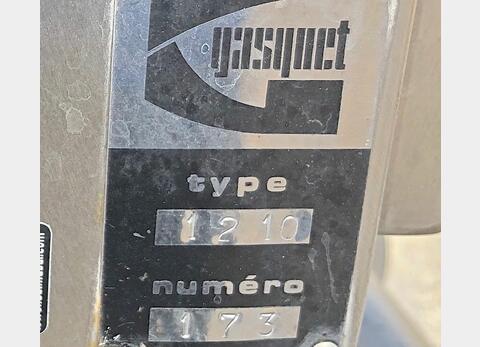 gasquet
type
1210
numéro
173